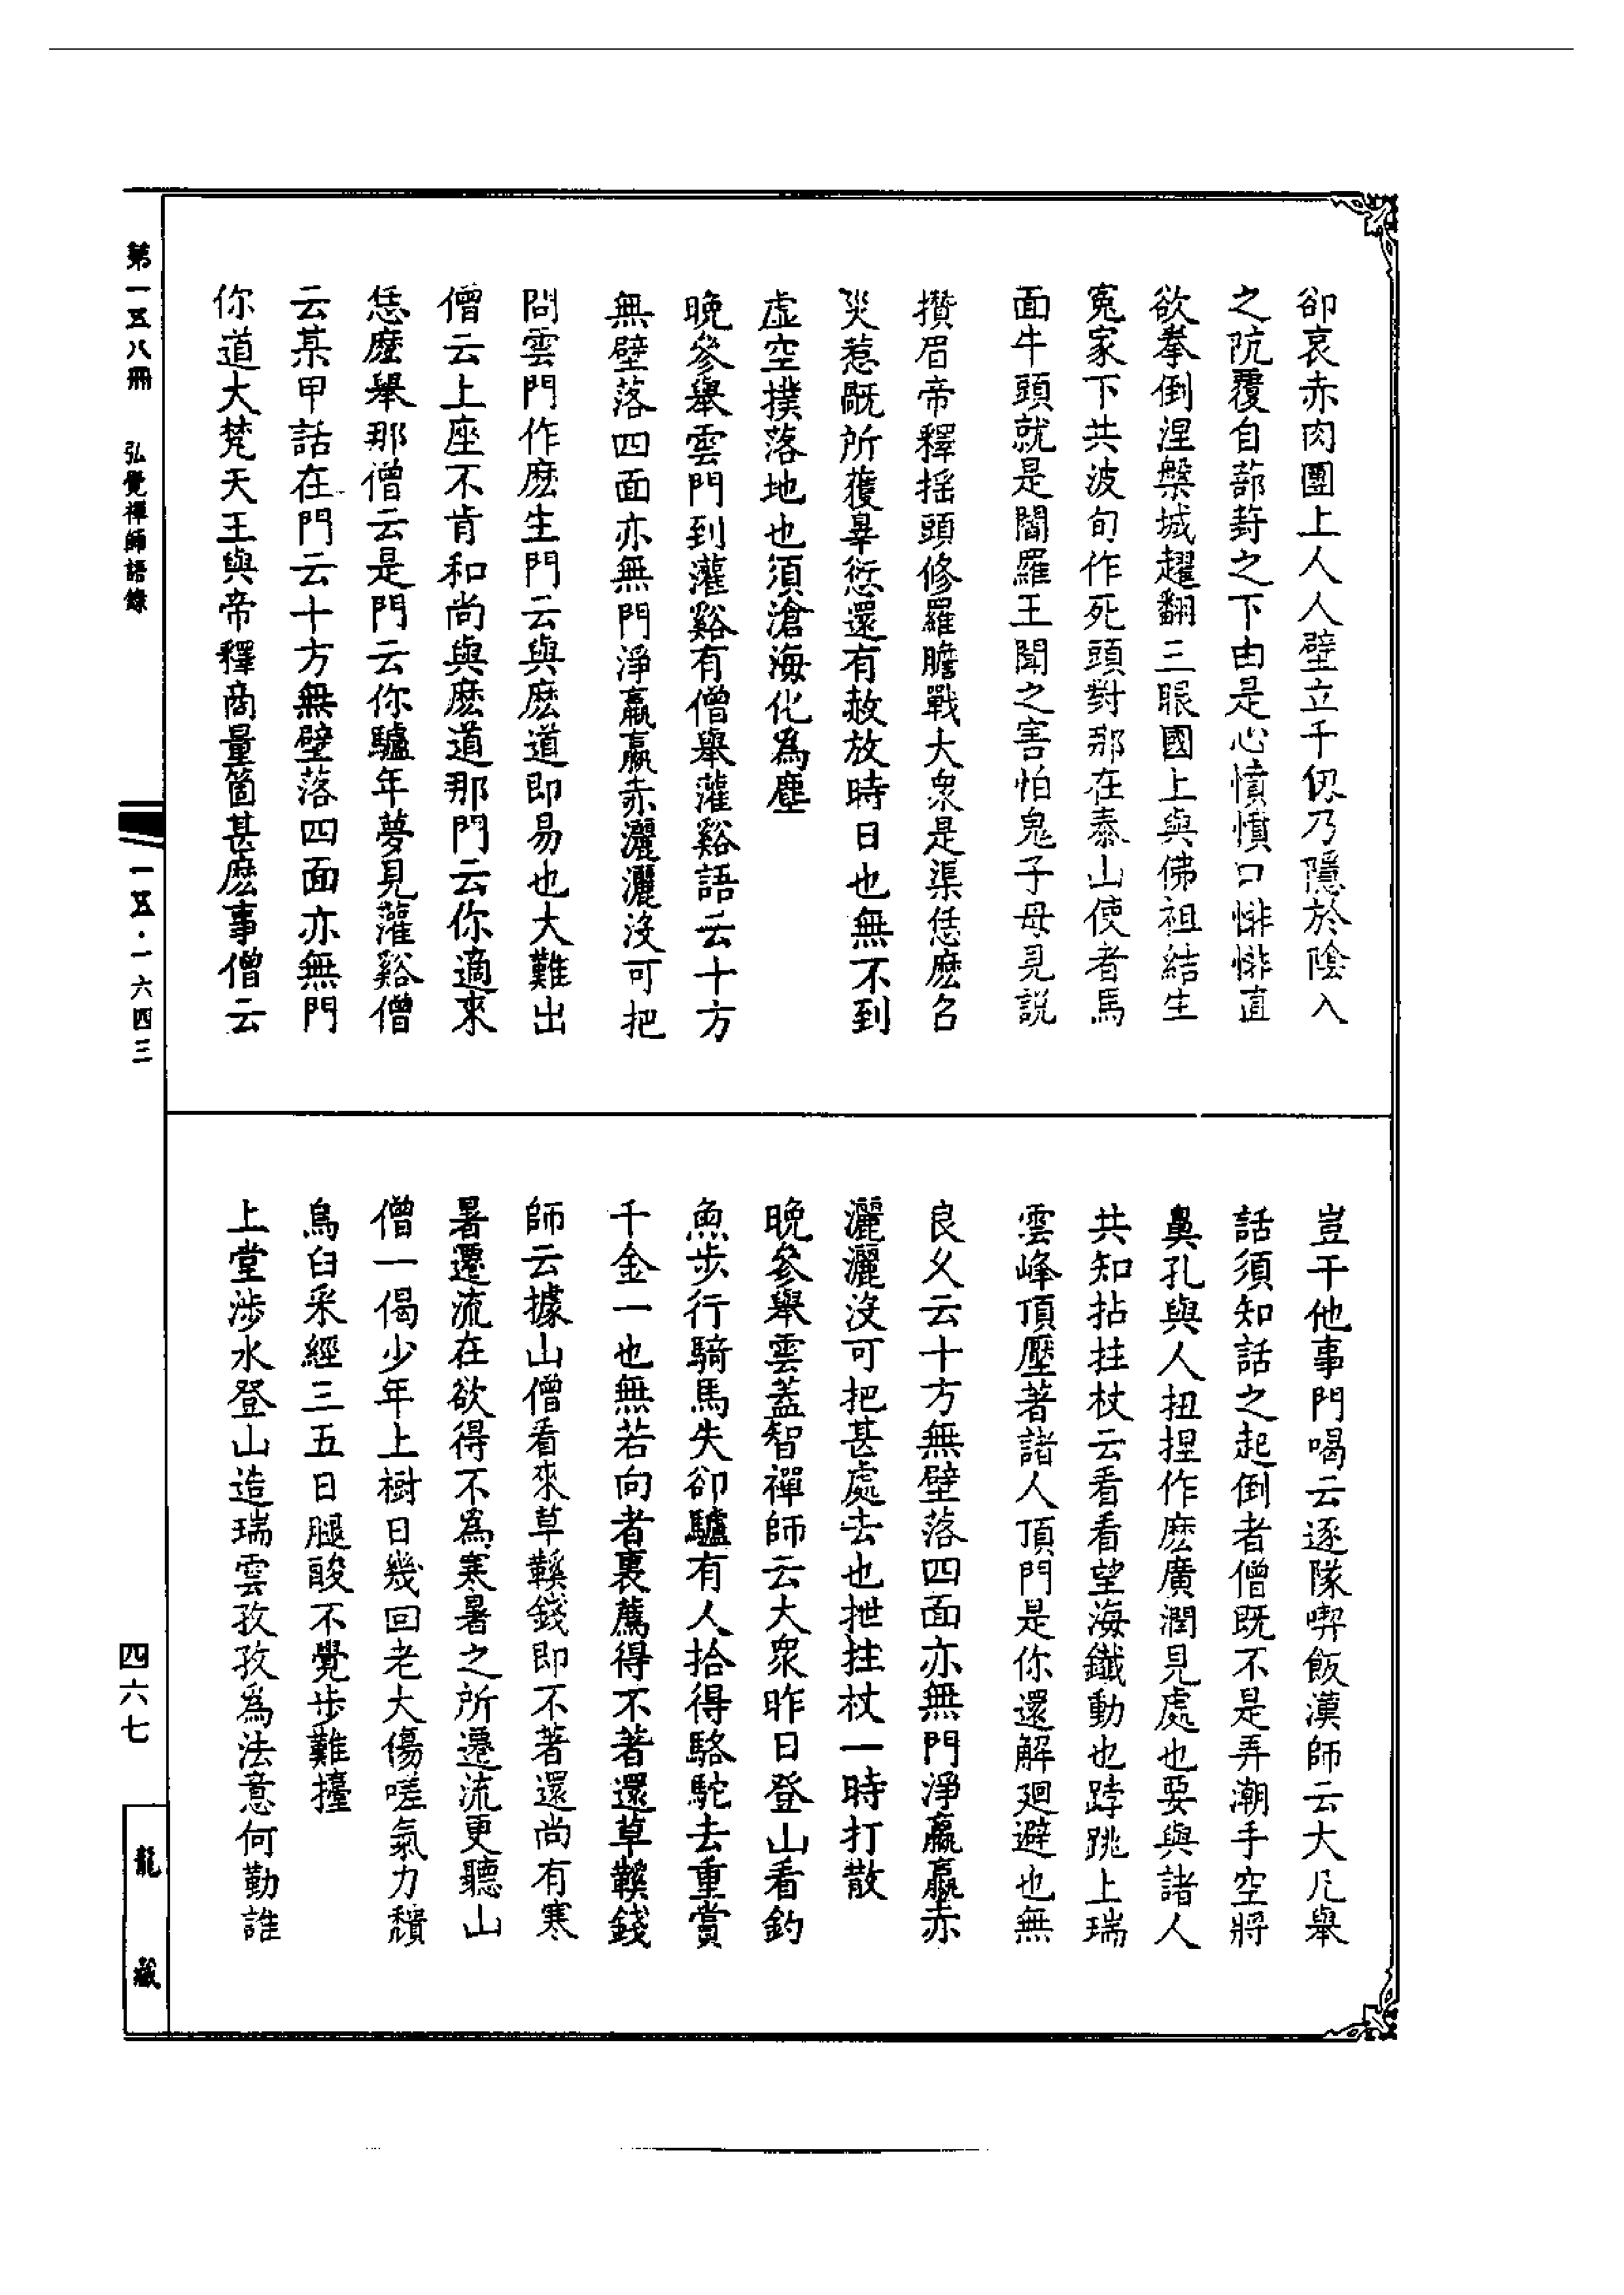 卻哀赤肉團上人人壁立千仞乃隱於陰入
之阬覆自蔀蔀之下由是心憤憤口悱悱直
欲拳倒涅槃城趯翻三眼國上與佛祖結生
冤家下共波旬作死頭對那在泰山使者馬
面牛頭就是閻羅王聞之害怕鬼子母見説
攢眉帝釋揺頭修羅膽戰大衆是渠恁麽名
災惹既所獲辠愆還有赦放時日也無不到
虛空撲落地也須滄海化為塵
晚參舉雲門到灌谿有僧舉灌谿語云十方
無壁落四面亦無門淨臝臝赤灑灑沒可把
問雲門作麽生門云與麽道即易也大難出
僧云上座不肯和尚與麽道那門云你適來
恁麽舉那僧云是門云你驢年夢見灌谿僧
云某甲話在門云十方無壁落四面亦無門
你道大梵天王與帝釋商量箇甚麽事僧云
豈干他事門喝云逐隊喫飯漢師云大凡舉
話須知話之起倒者僧既不是弄潮手空將
鼻孔與人扭捏作麽廣潤見處也要與諸人
共知拈拄杖云看看望海鐵動也踍跳上瑞
雲峰頂壓著諸人頂門是你還解廻避也無
良久云十方無壁落四面亦無門淨臝臝赤
灑灑沒可把甚處去也拽拄杖一時打散
晚參舉雲蓋智禪師云大衆昨日登山看釣
魚步行騎馬失卻驢有人拾得駱駝去重賞
千金一也無若向者裏薦得不著還草鞵錢
師云據山僧看來草鞵錢即不著還尚有寒
暑遷流在欲得不為寒暑之所遷流更聽山
僧一偈少年上樹日幾回老大傷嗟氣力穨
烏臼采經三五日腿酸不覺步難擡
上堂涉水登山造瑞雲孜孜為法意何勤誰
第一五八冊 弘覺禪師語錄
一五·一六四三
四六七
龍藏